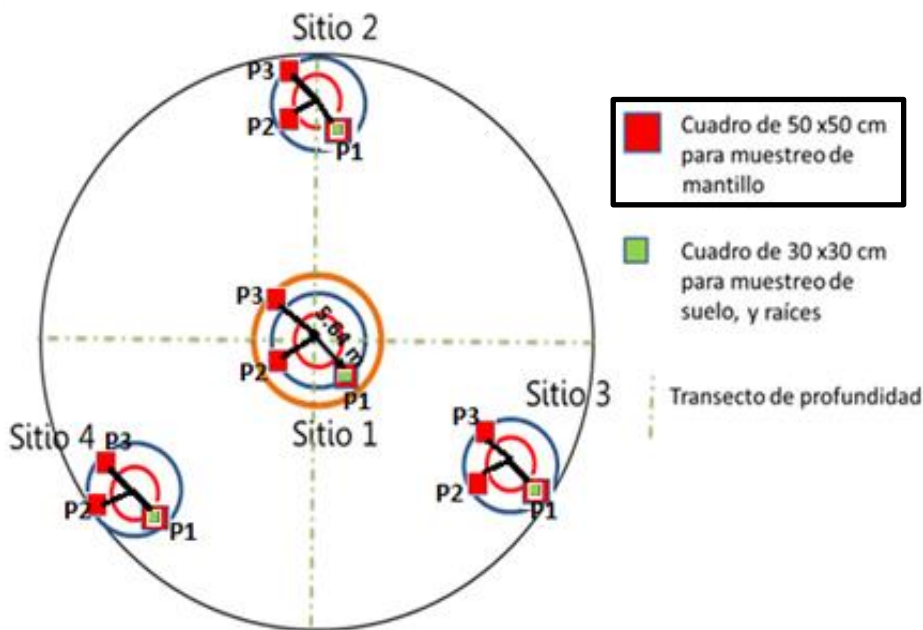 Sitio 2
P3
P2
P1
P3
5.64 m
P2
P1
Sitio 1
Sitio 3
P3
P2
P1
Sitio 4
P3
P2
P1
Cuadro de 50 x50 cm
para muestreo de
mantillo
Cuadro de 30 x30 cm
para muestreo de
suelo, y raíces
Transecto de profundidad